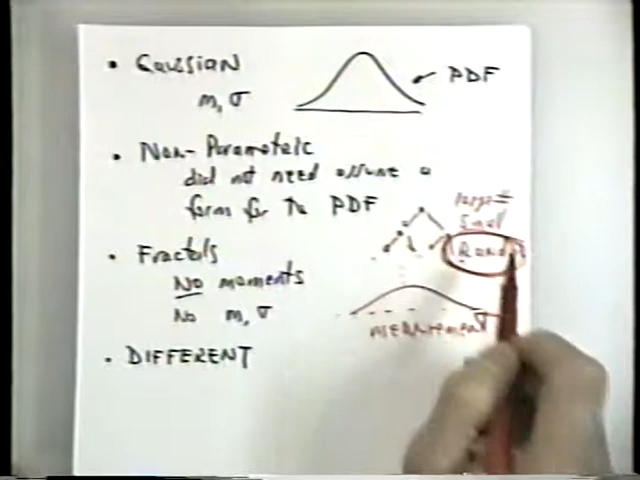 • Gaussian
m, σ
PDF
• Non-Parametric
did not need assume a
form for the PDF
large #
Small
• Fractals
No moments
No m, σ
measurement
• DIFFERENT